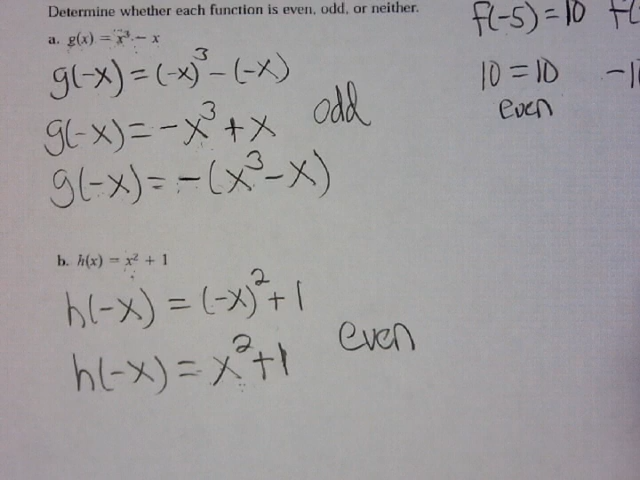 Determine whether each function is even, odd, or neither.
a. g(x) = x³ − x
g(-x) = (-x)³ - (-x)
g(-x) = -x³ + x odd
g(-x) = -(x³ - x)
b. h(x) = x² + 1
h(-x) = (-x)² + 1
h(-x) = x² + 1 even
f(-5) = 10
10 = 10
even